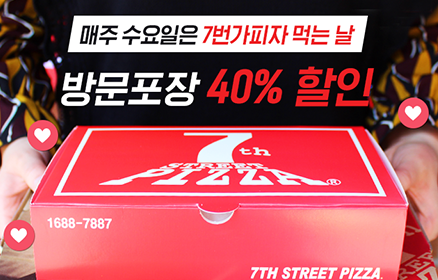 매주 수요일은 7번가피자 먹는 날
방문포장 40% 할인
7th
STREET
PIZZA®
1688-7887
7TH STREET PIZZA.